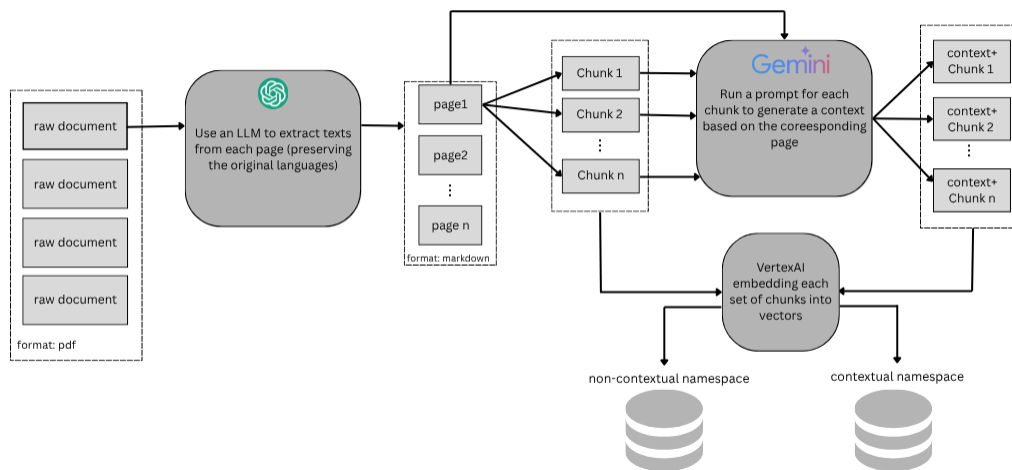 raw document
raw document
raw document
raw document
format: pdf
Use an LLM to extract texts
from each page (preserving
the original languages)
page1
page2
⋮
page n
format: markdown
Chunk 1
Chunk 2
⋮
Chunk n
Gemini
Run a prompt for each
chunk to generate a context
based on the coreesponding
page
context+
Chunk 1
context+
Chunk 2
⋮
context+
Chunk n
VertexAI
embedding each
set of chunks into
vectors
non-contextual namespace
contextual namespace